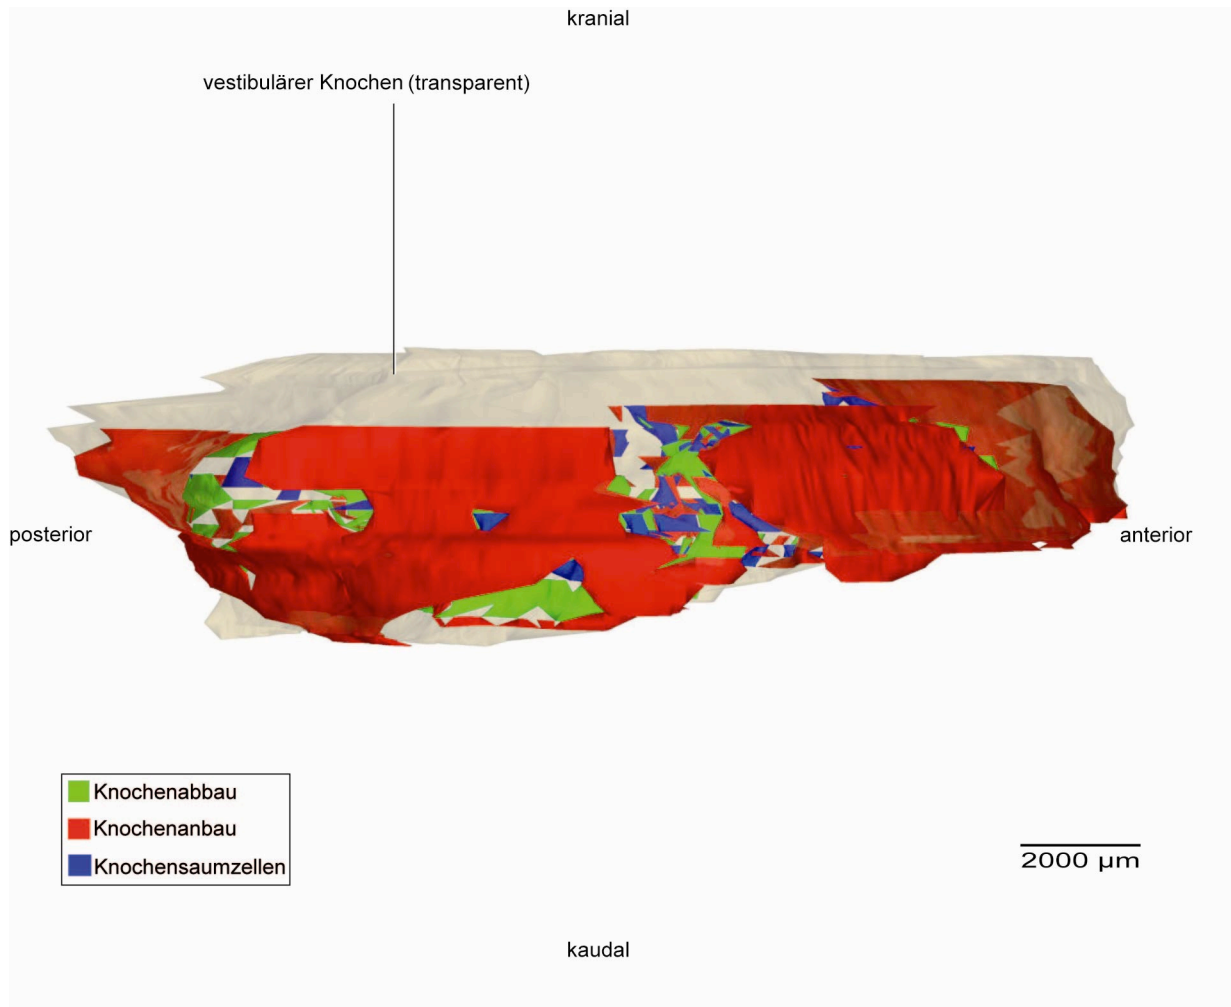 kranial
vestibulärer Knochen (transparent)
posterior
anterior
Knochenabbau
Knochenanbau
Knochensaumzellen
2000 µm
kaudal